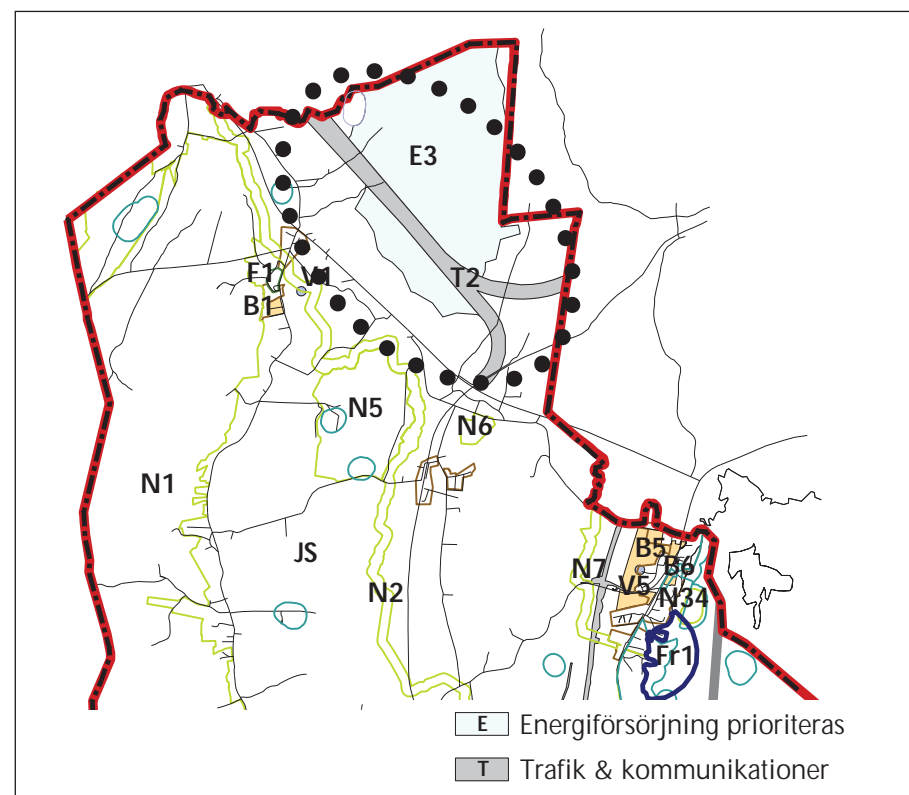 E3
T2
F1
V1
B1
N5
N6
N1
JS
N2
B5
B6
N7
V5
N34
Fr1
E Energiförsörjning prioriteras
T Trafik & kommunikationer